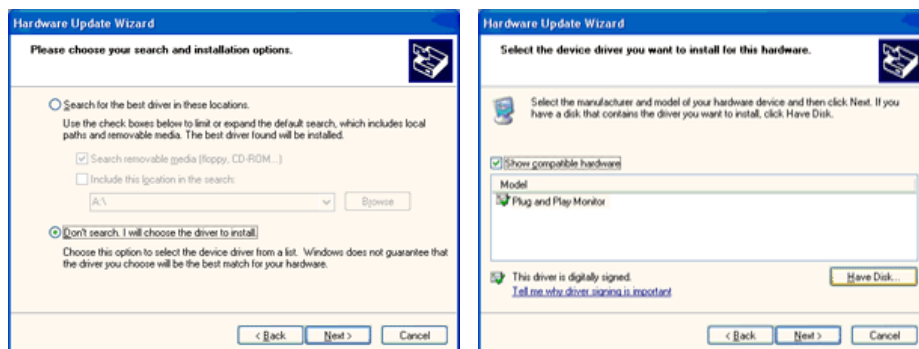 Hardware Update Wizard
Please choose your search and installation options.
Search for the best driver in these locations.
Use the check boxes below to limit or expand the default search, which includes local
paths and removable media. The best driver found will be installed.
Search removable media (floppy, CD-ROM...)
Include this location in the search:
A:\
Browse
Don't search. I will choose the driver to install.
Choose this option to select the device driver from a list. Windows does not guarantee that
the driver you choose will be the best match for your hardware.
< Back
Next >
Cancel
Hardware Update Wizard
Select the device driver you want to install for this hardware.
Select the manufacturer and model of your hardware device and then click Next. If you
have a disk that contains the driver you want to install, click Have Disk.
Show compatible hardware
Model
Plug and Play Monitor
This driver is digitally signed.
Tell me why driver signing is important
Have Disk...
< Back
Next >
Cancel